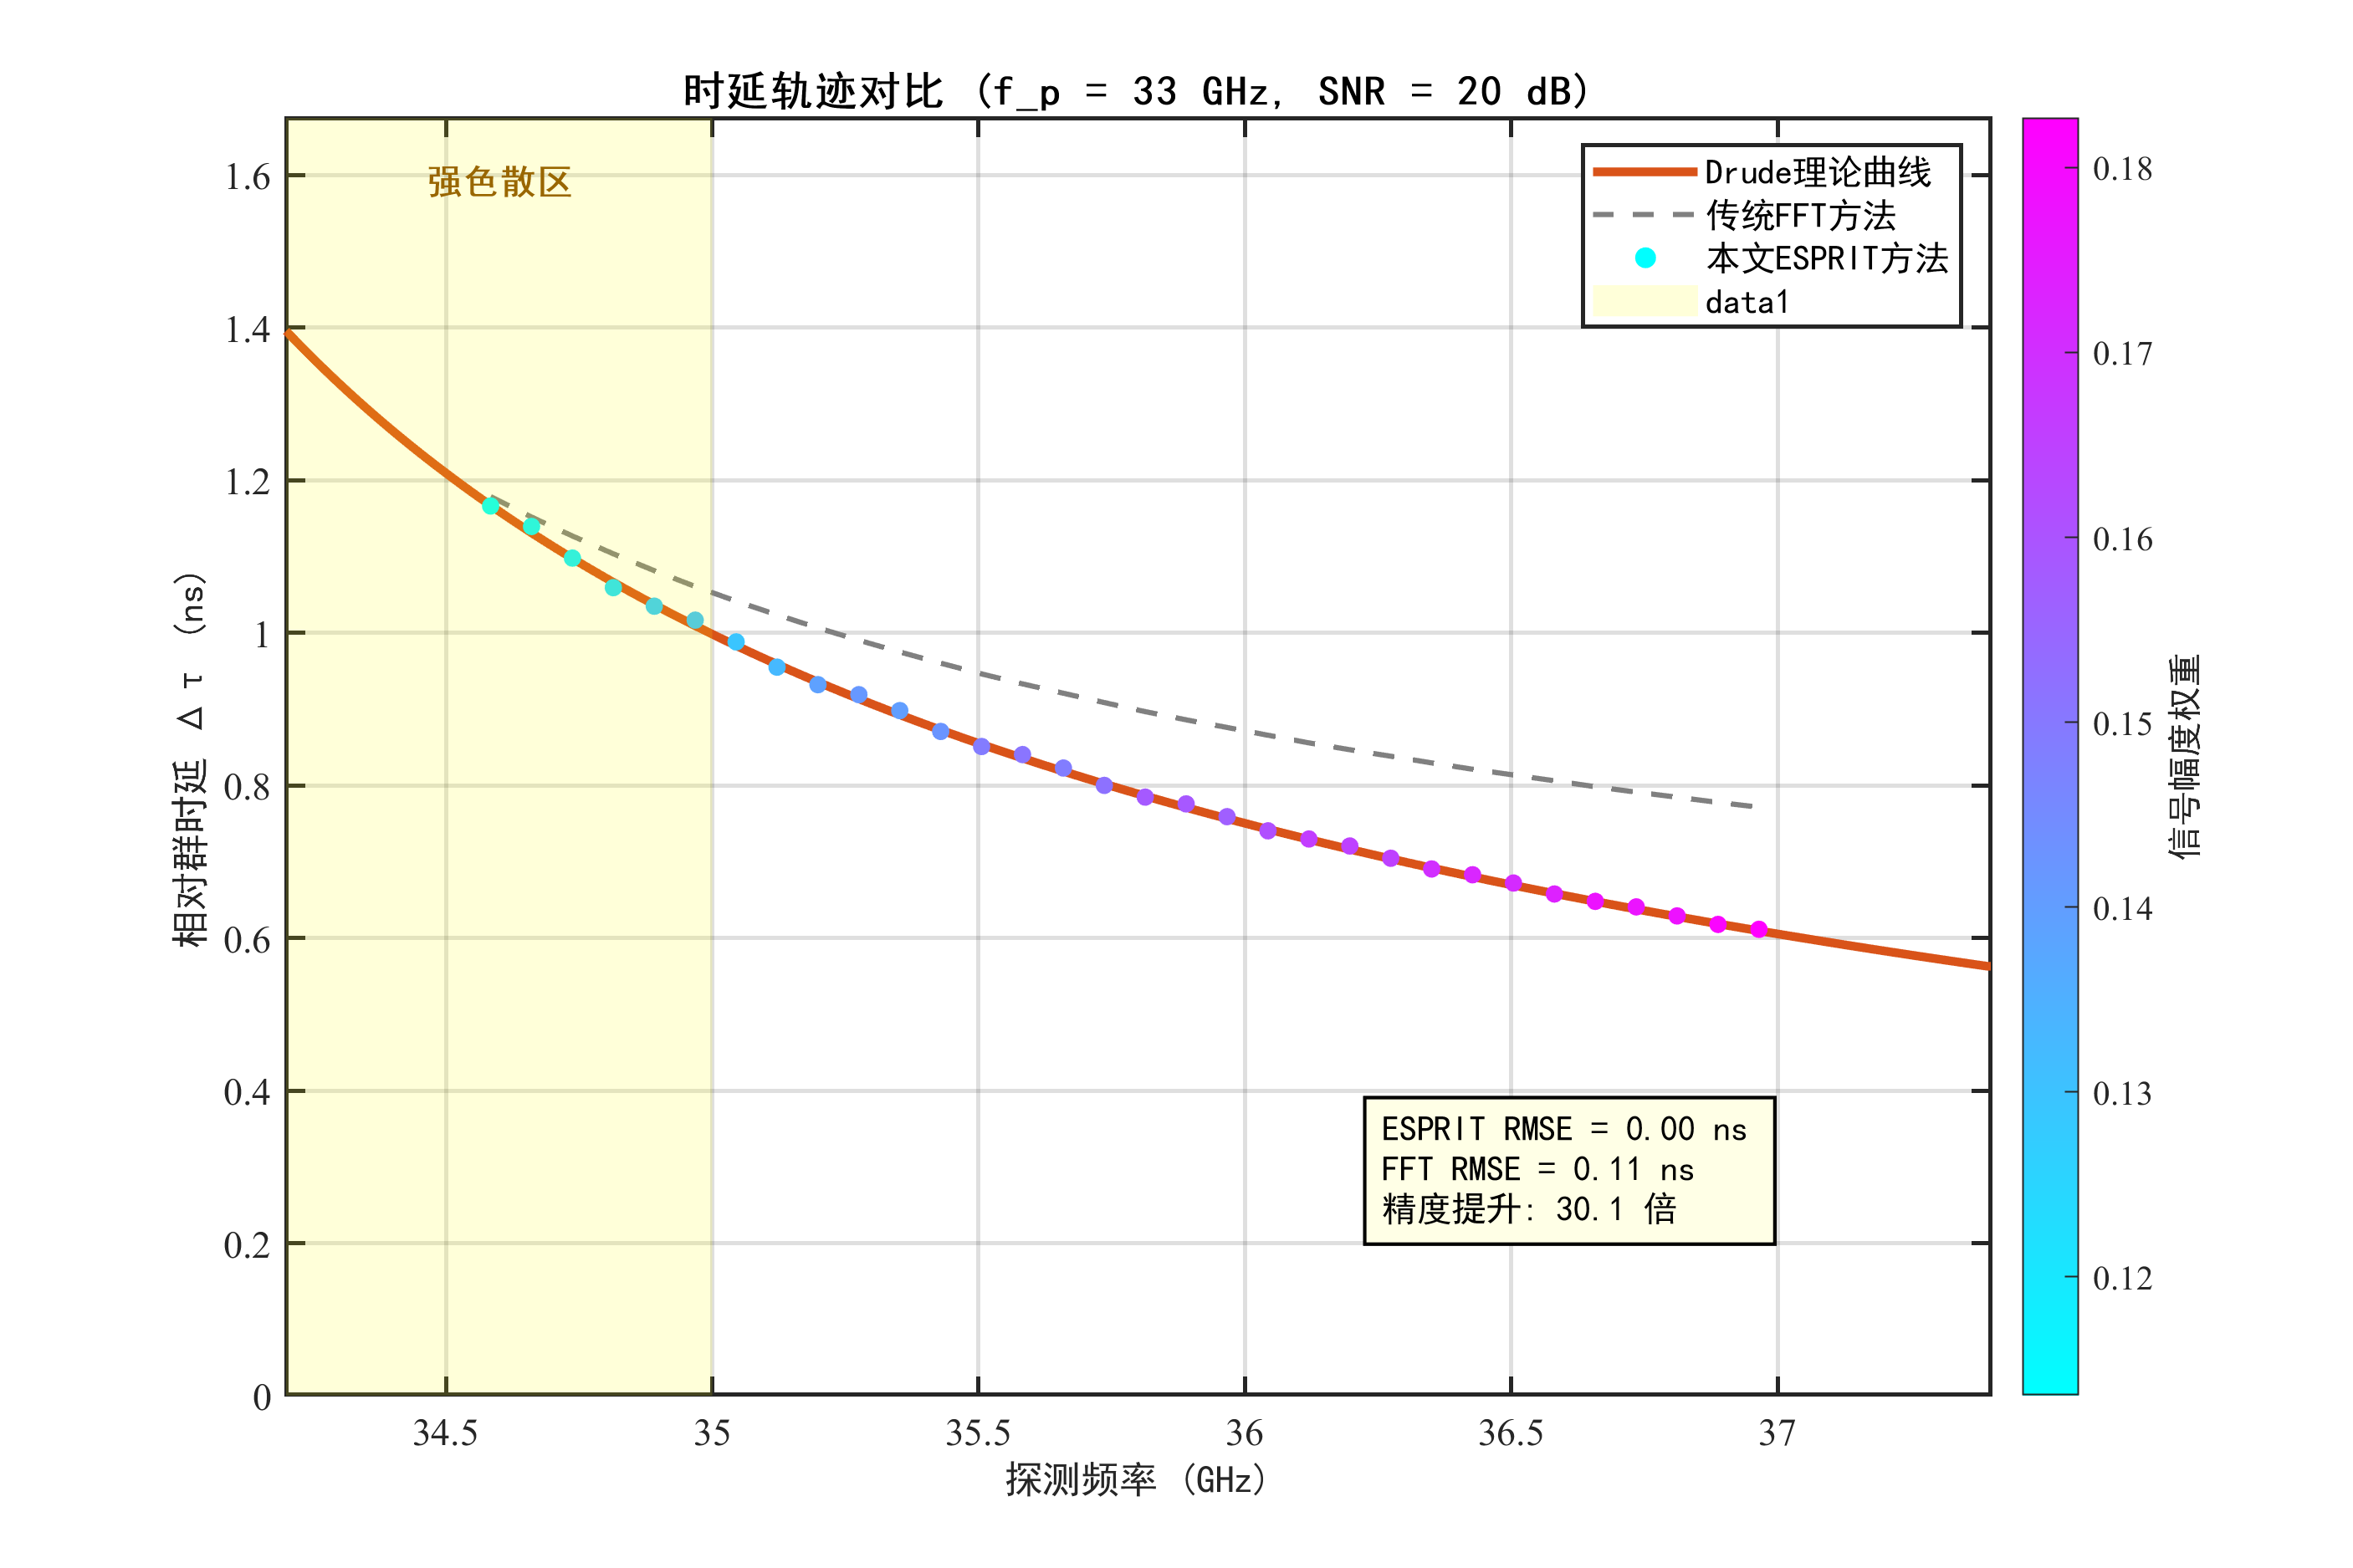 时延轨迹对比 (f_p = 33 GHz, SNR = 20 dB)
强色散区
Drude理论曲线
传统FFT方法
本文ESPRIT方法
data1
1.6
1.4
1.2
1
0.8
0.6
0.4
0.2
0
相对群时延 Δ τ (ns)
ESPRIT RMSE = 0.00 ns
FFT RMSE = 0.11 ns
精度提升: 30.1 倍
34.5
35
35.5
36
36.5
37
探测频率 (GHz)
0.18
0.17
0.16
0.15
0.14
0.13
0.12
信号幅度权重